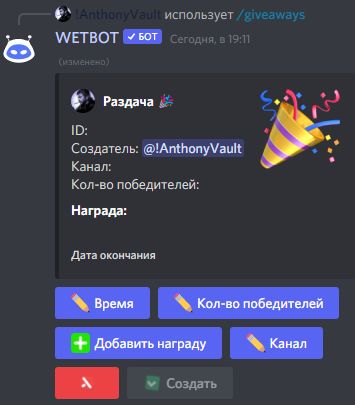 !AnthonyVault использует /giveaways
WETBOT ✓ БОТ Сегодня, в 19:11
(изменено)
Раздача 🎉
ID:
Создатель: @!AnthonyVault
Канал:
Кол-во победителей:
Награда:
Дата окончания
✏️ Время ✏️ Кол-во победителей
➕ Добавить награду ✏️ Канал
Создать